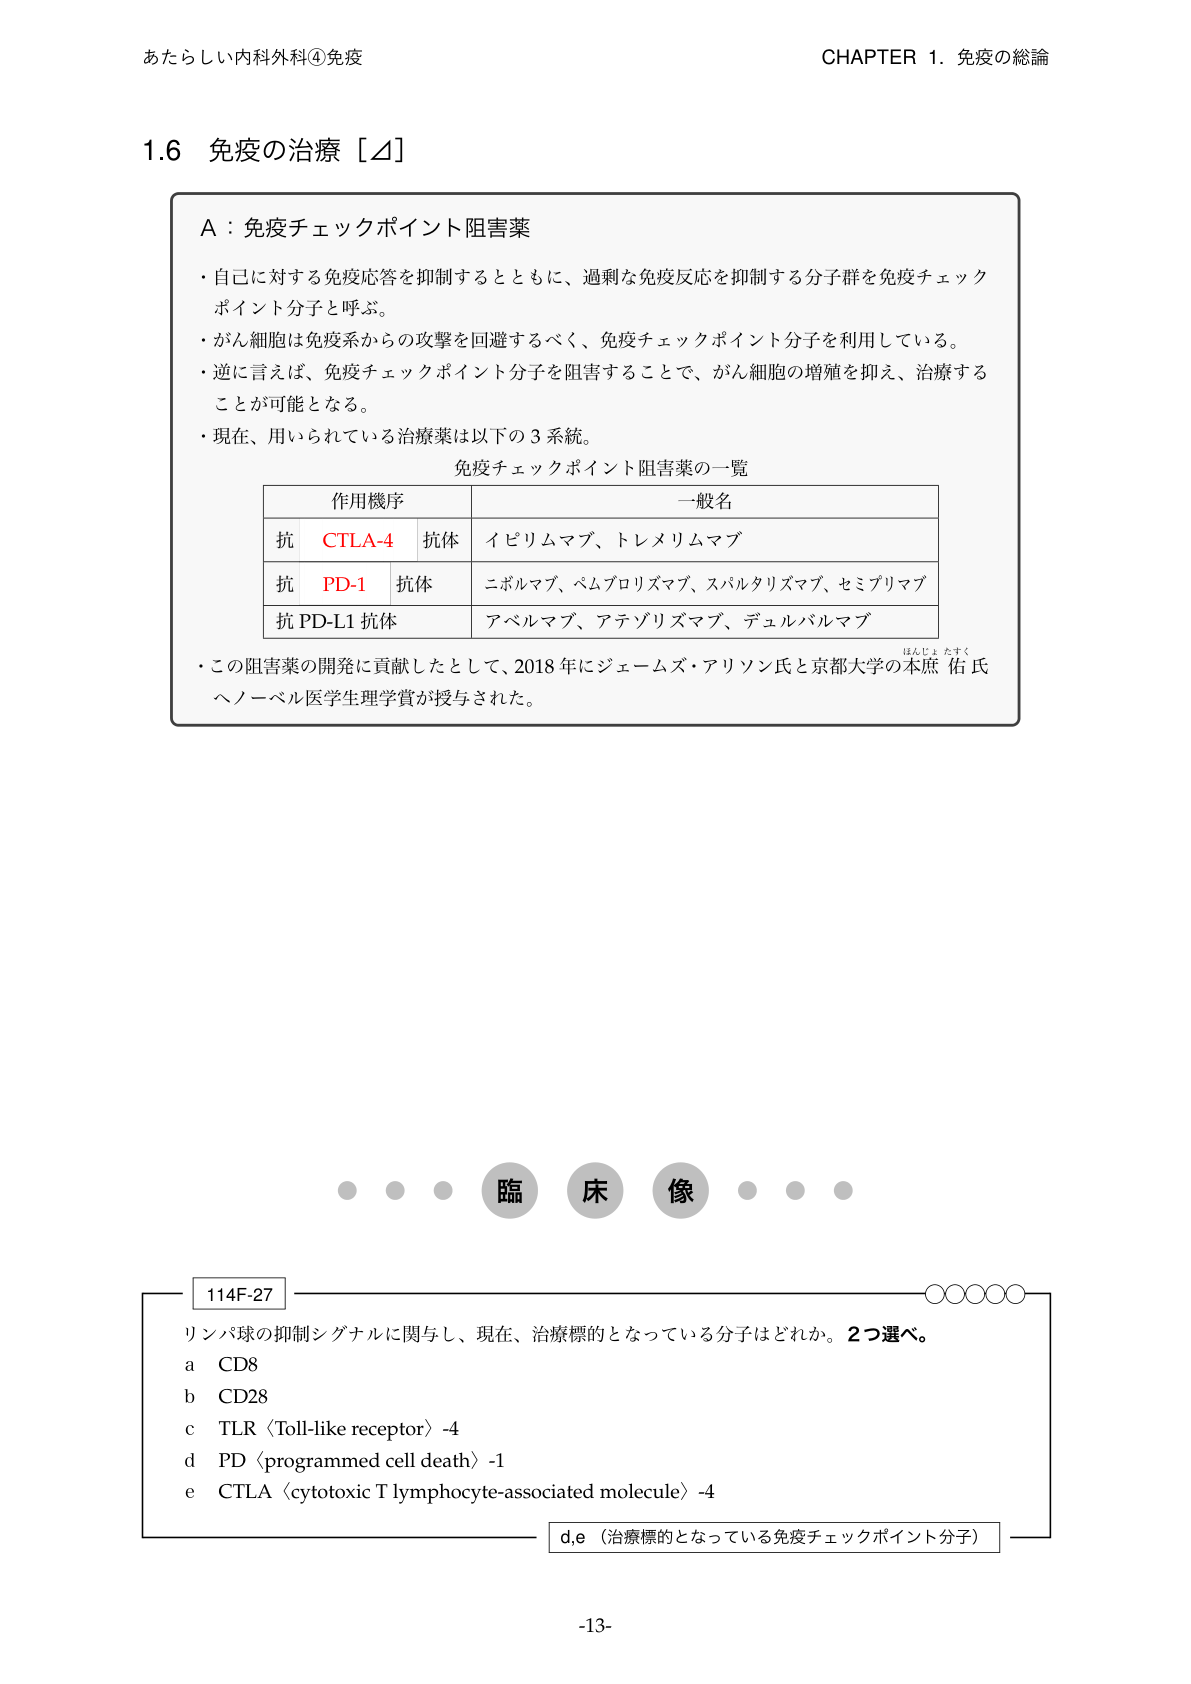 あたらしい内科外科④免疫
CHAPTER 1. 免疫の総論
1.6 免疫の治療［⊿］
A：免疫チェックポイント阻害薬
・自己に対する免疫応答を抑制するとともに、過剰な免疫反応を抑制する分子群を免疫チェック
ポイント分子と呼ぶ。
・がん細胞は免疫系からの攻撃を回避するべく、免疫チェックポイント分子を利用している。
・逆に言えば、免疫チェックポイント分子を阻害することで、がん細胞の増殖を抑え、治療する
ことが可能となる。
・現在、用いられている治療薬は以下の 3 系統。
免疫チェックポイント阻害薬の一覧
作用機序 一般名
抗 CTLA-4 抗体 イピリムマブ、トレメリムマブ
抗 PD-1 抗体 ニボルマブ、ペムブロリズマブ、スパルタリズマブ、セミプリマブ
抗 PD-L1 抗体 アベルマブ、アテゾリズマブ、デュルバルマブ
ほんじょ たすく
・この阻害薬の開発に貢献したとして、2018 年にジェームズ・アリソン氏と京都大学の本庶 佑 氏
へノーベル医学生理学賞が授与された。
臨 床 像
114F-27
リンパ球の抑制シグナルに関与し、現在、治療標的となっている分子はどれか。2つ選べ。
a CD8
b CD28
c TLR〈Toll-like receptor〉-4
d PD〈programmed cell death〉-1
e CTLA〈cytotoxic T lymphocyte-associated molecule〉-4
d,e （治療標的となっている免疫チェックポイント分子）
-13-